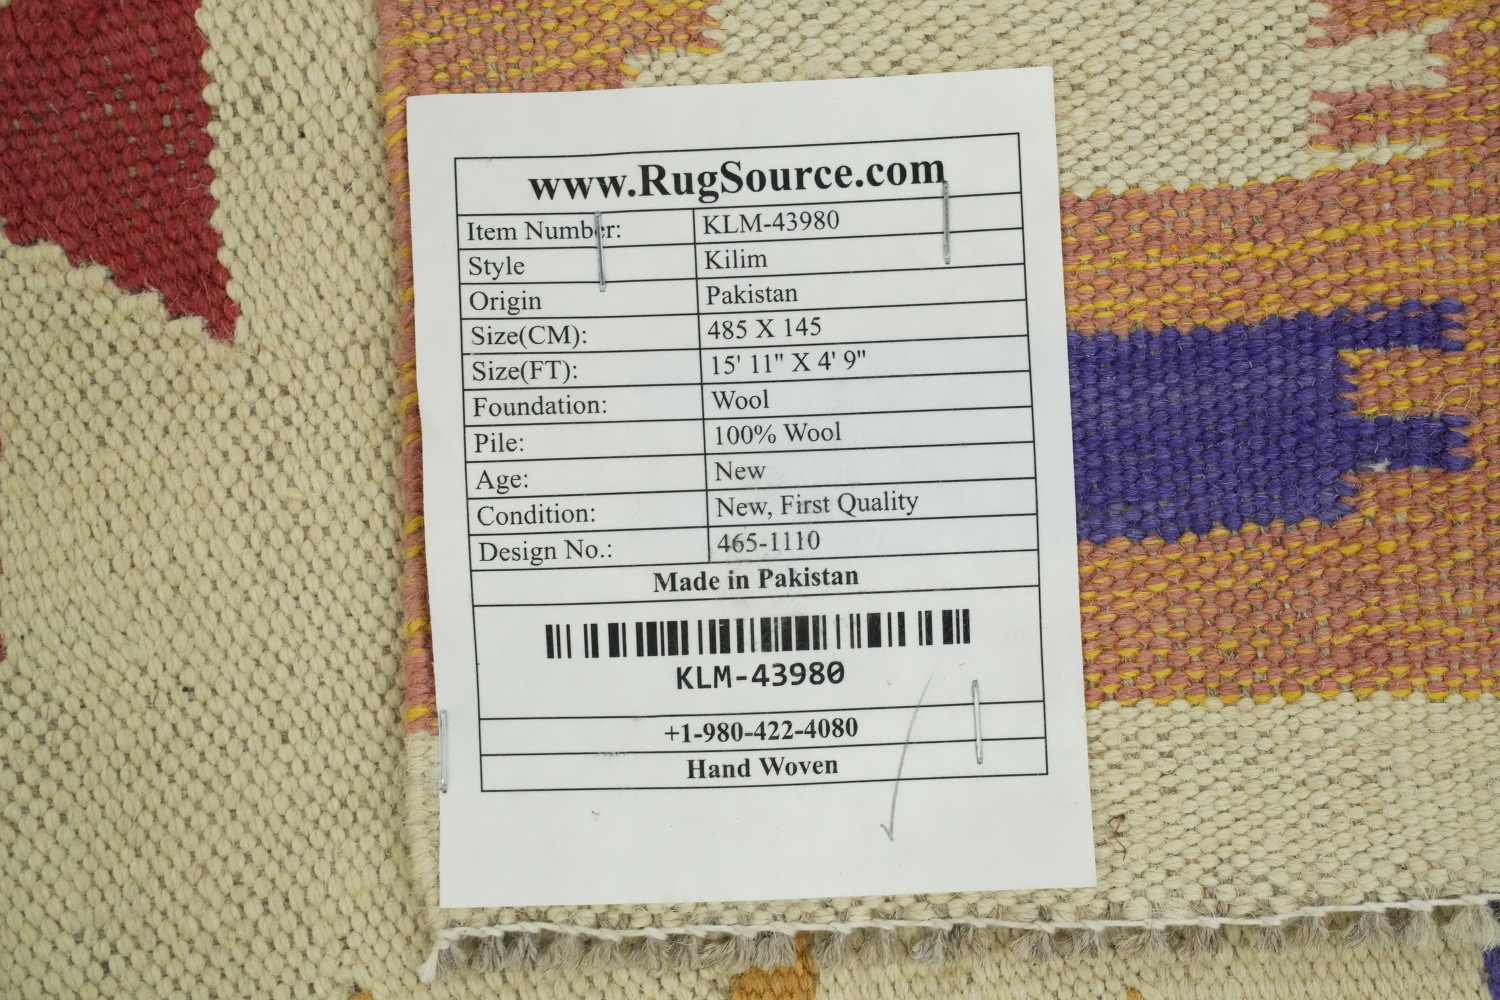 www.RugSource.com
Item Number: KLM-43980
Style Kilim
Origin Pakistan
Size(CM): 485 X 145
Size(FT): 15' 11" X 4' 9"
Foundation: Wool
Pile: 100% Wool
Age: New
Condition: New, First Quality
Design No.: 465-1110
Made in Pakistan
KLM-43980
+1-980-422-4080
Hand Woven